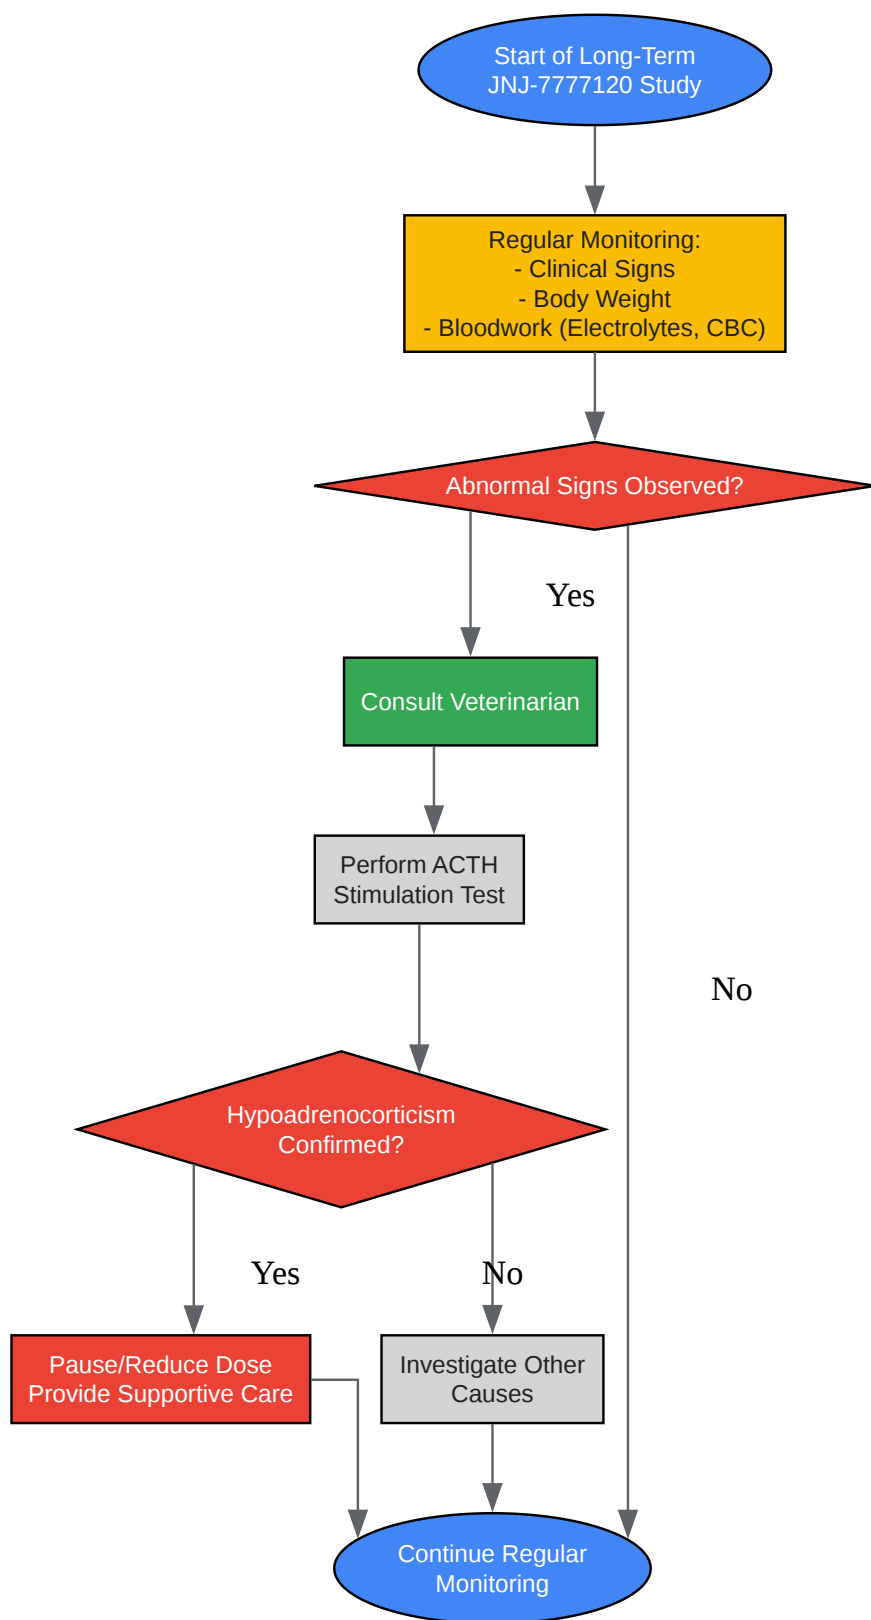 Start of Long-Term
JNJ-7777120 Study
Regular Monitoring:
- Clinical Signs
- Body Weight
- Bloodwork (Electrolytes, CBC)
Abnormal Signs Observed?
Yes
Consult Veterinarian
Perform ACTH
Stimulation Test
No
Hypoadrenocorticism
Confirmed?
Yes
No
Pause/Reduce Dose
Provide Supportive Care
Investigate Other
Causes
Continue Regular
Monitoring